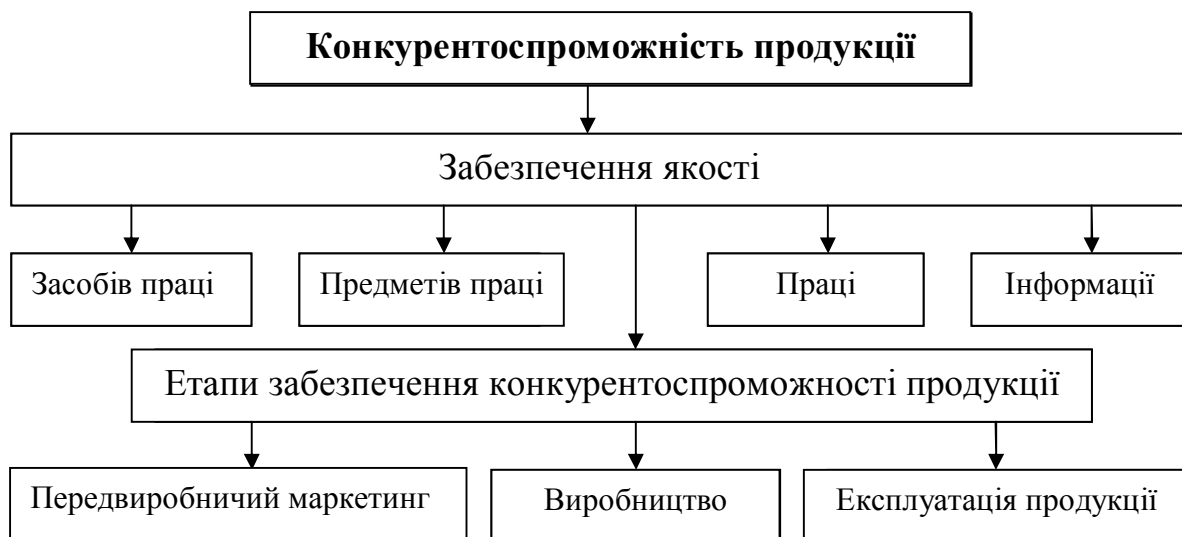 Конкурентоспроможність продукції
Забезпечення якості
Засобів праці
Предметів праці
Праці
Інформації
Етапи забезпечення конкурентоспроможності продукції
Передвиробничий маркетинг
Виробництво
Експлуатація продукції